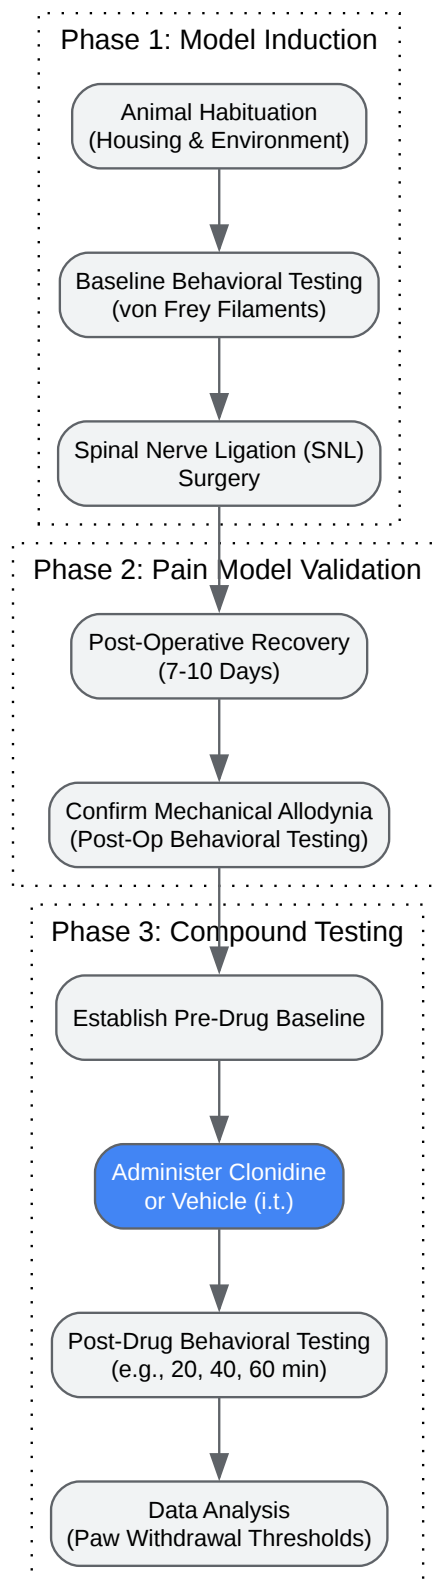 Phase 1: Model Induction
Animal Habituation
(Housing & Environment)
Baseline Behavioral Testing
(von Frey Filaments)
Spinal Nerve Ligation (SNL)
Surgery
Phase 2: Pain Model Validation
Post-Operative Recovery
(7-10 Days)
Confirm Mechanical Allodynia
(Post-Op Behavioral Testing)
Phase 3: Compound Testing
Establish Pre-Drug Baseline
Administer Clonidine
or Vehicle (i.t.)
Post-Drug Behavioral Testing
(e.g., 20, 40, 60 min)
Data Analysis
(Paw Withdrawal Thresholds)